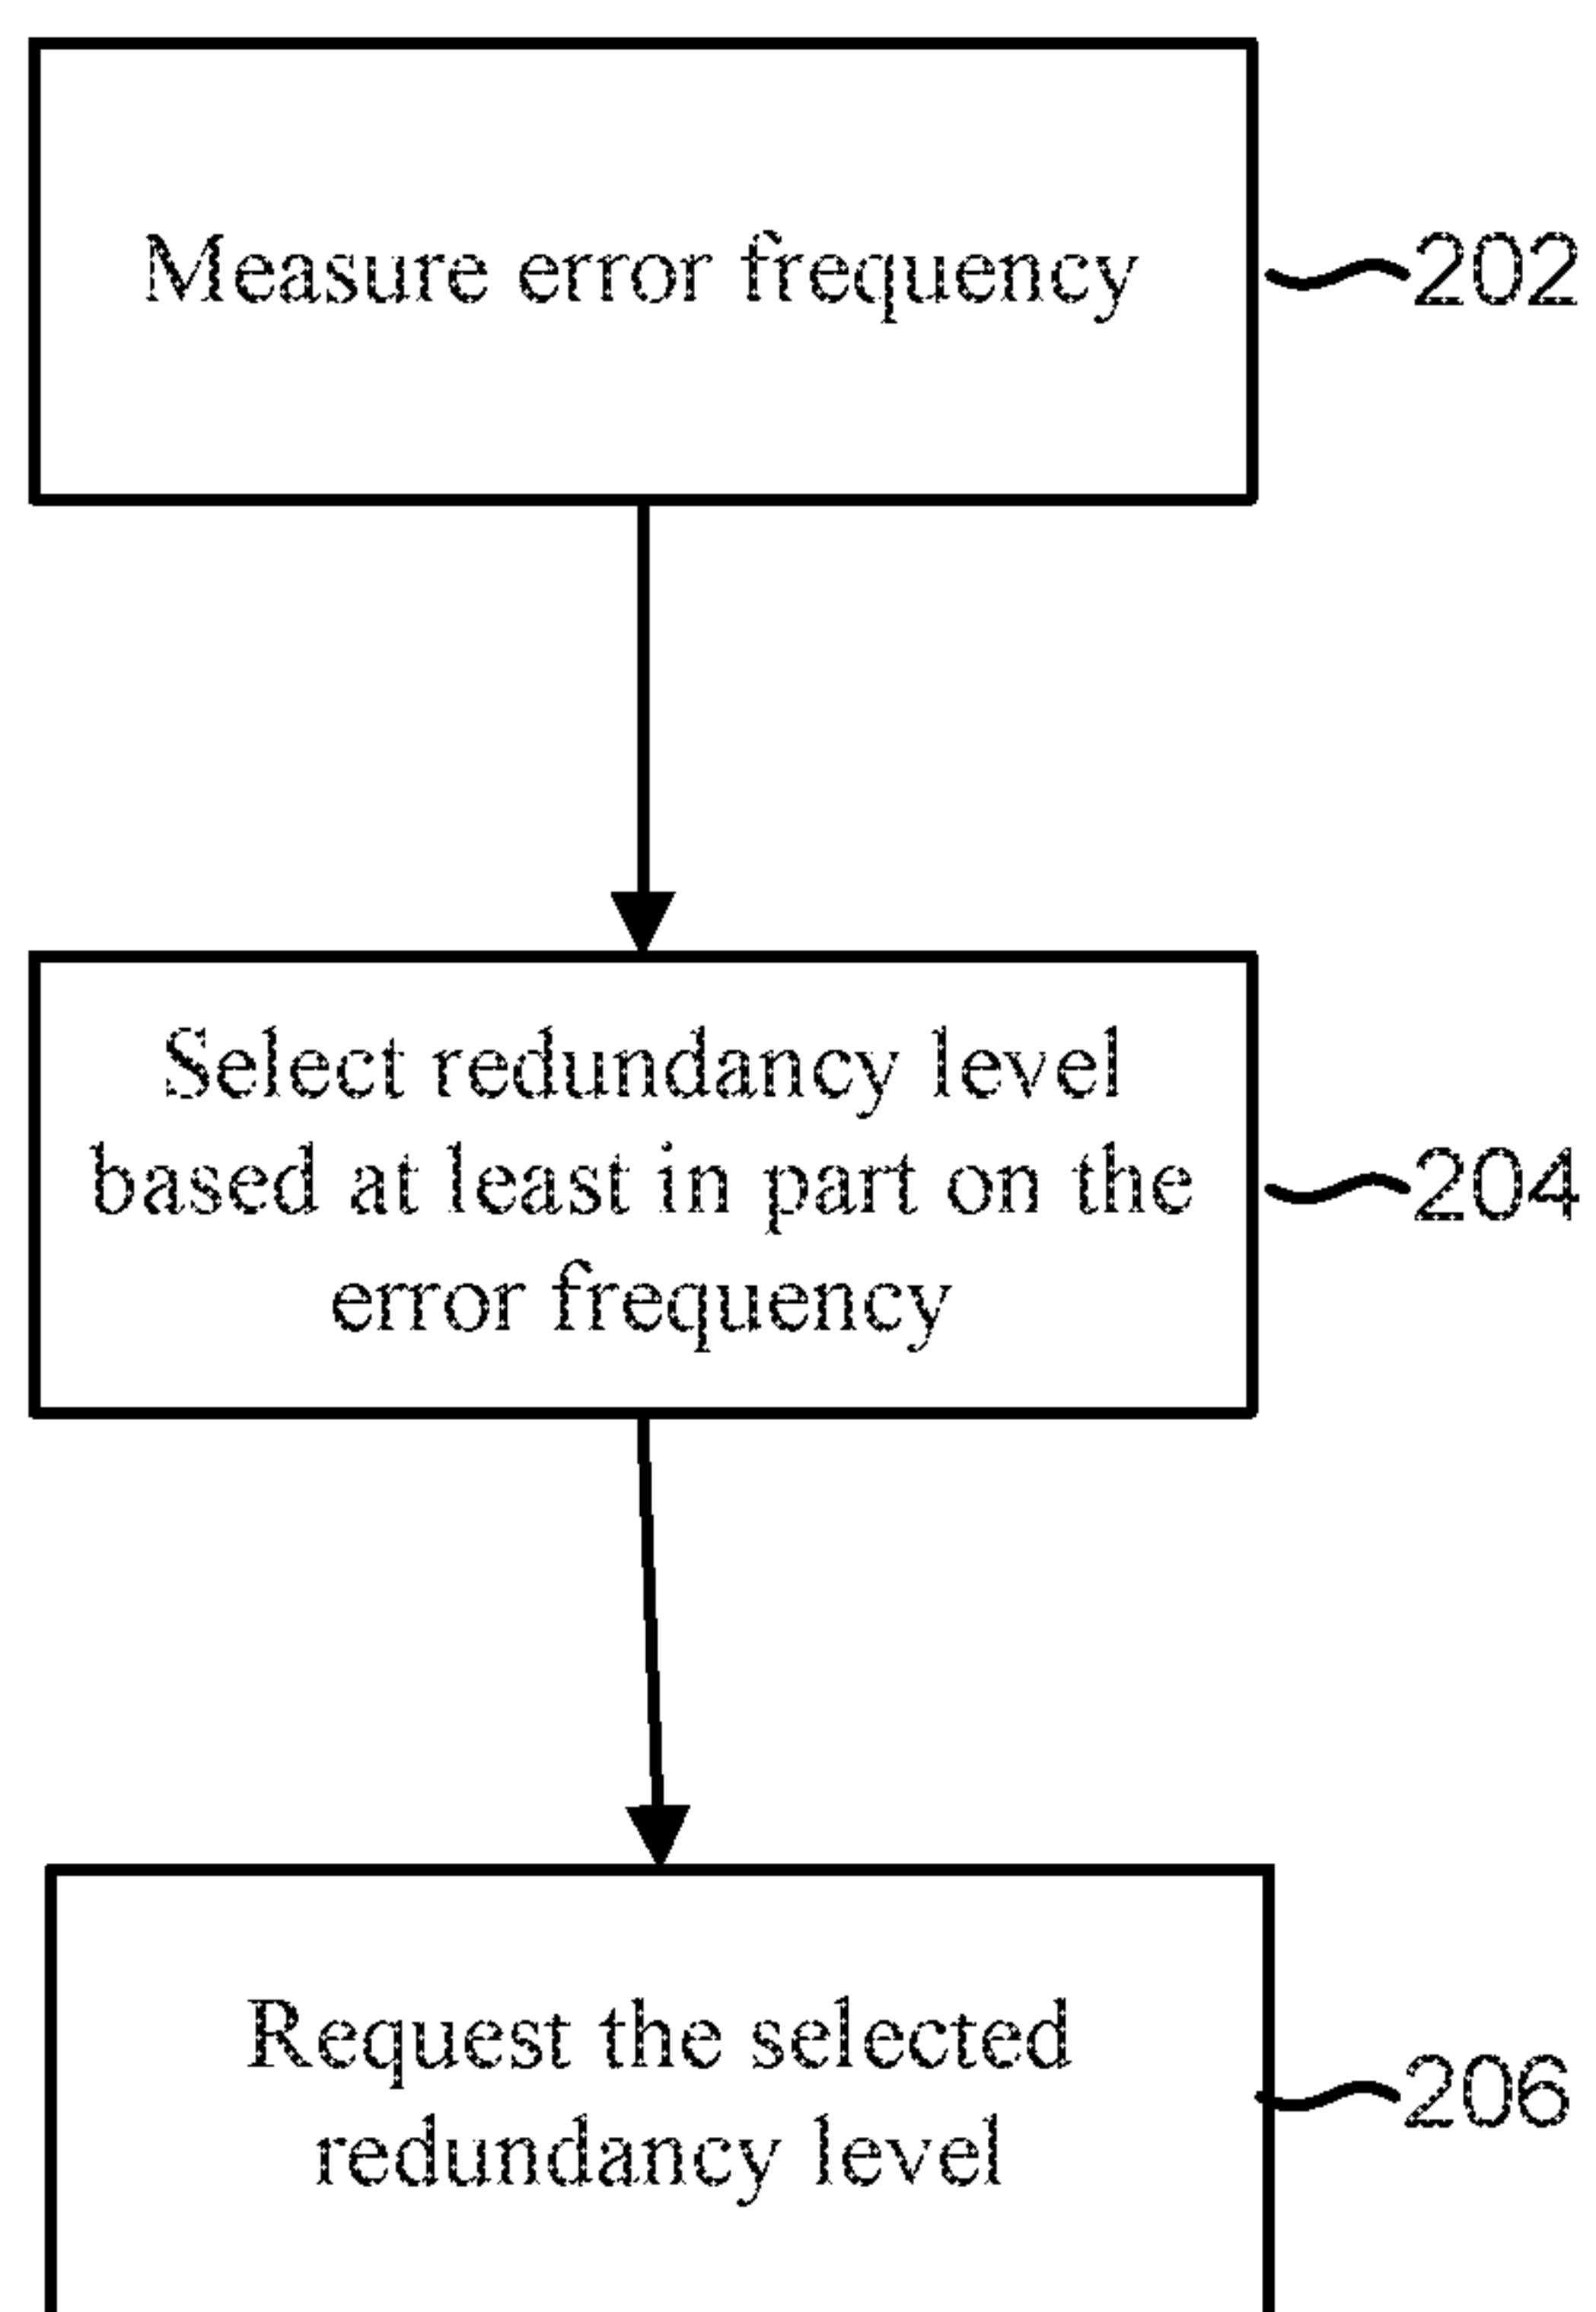 Measure error frequency
202
Select redundancy level
based at least in part on the
error frequency
204
Request the selected
redundancy level
206